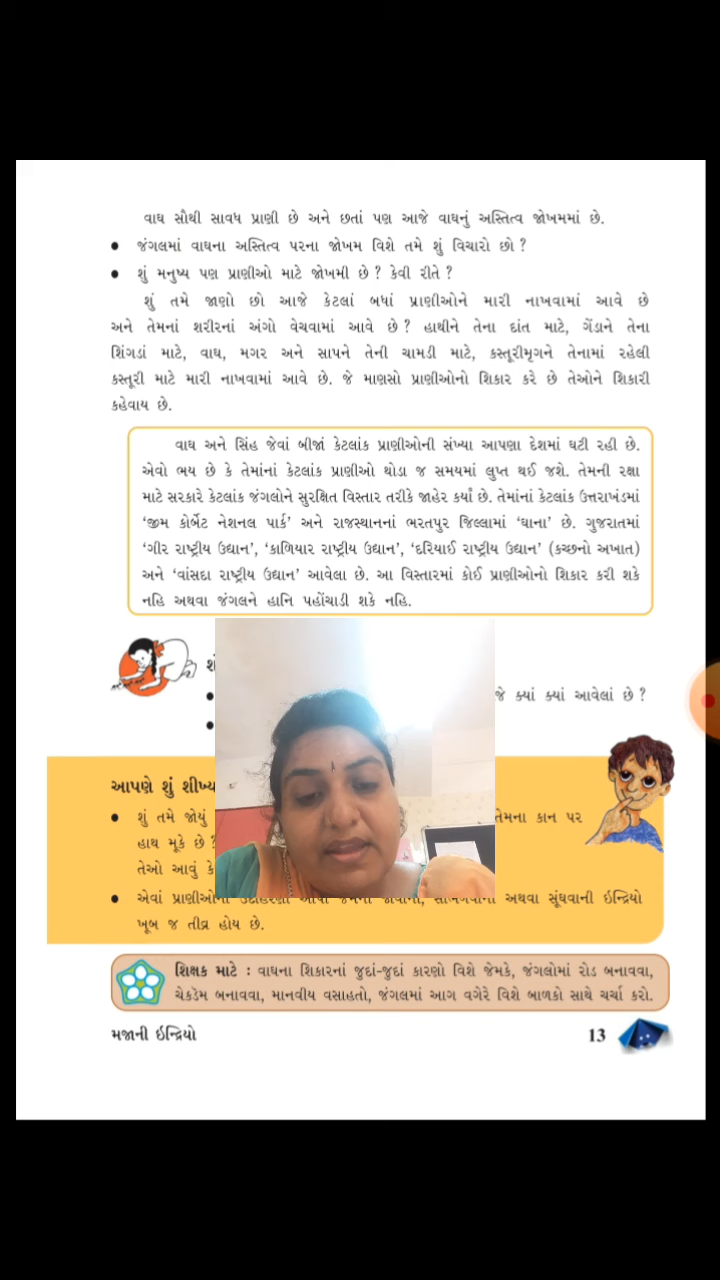 વાઘ સૌથી સાવધ પ્રાણી છે અને છતાં પણ આજે વાઘનું અસ્તિત્વ જોખમમાં છે.
• જંગલમાં વાઘના અસ્તિત્વ પરના જોખમ વિશે તમે શું વિચારો છો ?
• શું મનુષ્ય પણ પ્રાણીઓ માટે જોખમી છે ? કેવી રીતે ?
શું તમે જાણો છો આજે કેટલાં બધાં પ્રાણીઓને મારી નાખવામાં આવે છે
અને તેમનાં શરીરનાં અંગો વેચવામાં આવે છે ? હાથીને તેના દાંત માટે, ગેંડાને તેના
શિંગડાં માટે, વાઘ, મગર અને સાપને તેની ચામડી માટે, કસ્તૂરીમૃગને તેનામાં રહેલી
કસ્તૂરી માટે મારી નાખવામાં આવે છે. જે માણસો પ્રાણીઓનો શિકાર કરે છે તેઓને શિકારી
કહેવાય છે.
વાઘ અને સિંહ જેવાં બીજાં કેટલાંક પ્રાણીઓની સંખ્યા આપણા દેશમાં ઘટી રહી છે.
એવો ભય છે કે તેમાંનાં કેટલાંક પ્રાણીઓ થોડા જ સમયમાં લુપ્ત થઈ જશે. તેમની રક્ષા
માટે સરકારે કેટલાંક જંગલોને સુરક્ષિત વિસ્તાર તરીકે જાહેર કર્યાં છે. તેમાંનાં કેટલાંક ઉત્તરાખંડમાં
'જીમ કોર્બેટ નેશનલ પાર્ક' અને રાજસ્થાનનાં ભરતપુર જિલ્લામાં 'ઘાના' છે. ગુજરાતમાં
'ગીર રાષ્ટ્રીય ઉદ્યાન', 'કાળિયાર રાષ્ટ્રીય ઉદ્યાન', 'દરિયાઈ રાષ્ટ્રીય ઉદ્યાન' (કચ્છનો અખાત)
અને 'વાંસદા રાષ્ટ્રીય ઉદ્યાન' આવેલા છે. આ વિસ્તારમાં કોઈ પ્રાણીઓનો શિકાર કરી શકે
નહિ અથવા જંગલને હાનિ પહોંચાડી શકે નહિ.
• જે ક્યાં ક્યાં આવેલાં છે ?
•
આપણે શું શીખ્યા
• શું તમે જોયું તેમના કાન પર
હાથ મૂકે છે ?
તેઓ આવું કે
• એવાં પ્રાણીઓનાં અથવા સૂંઘવાની ઇન્દ્રિયો
ખૂબ જ તીવ્ર હોય છે.
શિક્ષક માટે : વાઘના શિકારનાં જુદાં-જુદાં કારણો વિશે જેમકે, જંગલોમાં રોડ બનાવવા,
ચેકડૅમ બનાવવા, માનવીય વસાહતો, જંગલમાં આગ વગેરે વિશે બાળકો સાથે ચર્ચા કરો.
મજાની ઇન્દ્રિયો 13